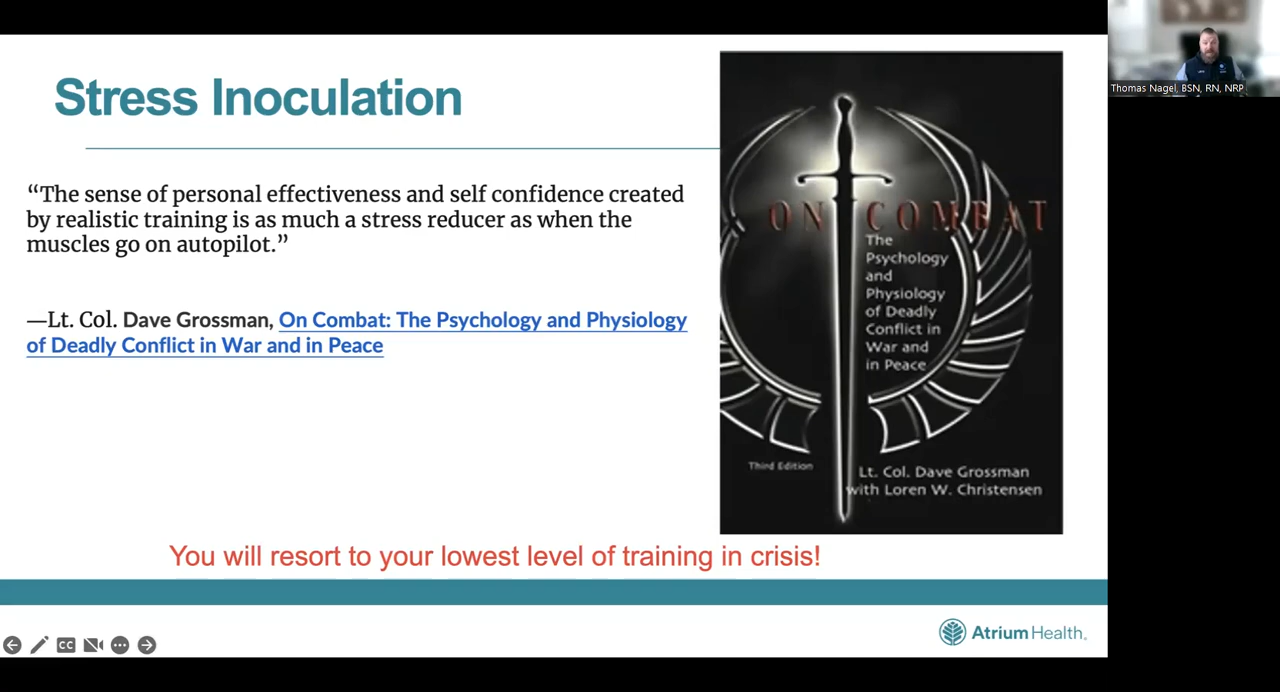 Stress Inoculation
“The sense of personal effectiveness and self confidence created
by realistic training is as much a stress reducer as when the
muscles go on autopilot.”
—Lt. Col. Dave Grossman, On Combat: The Psychology and Physiology
of Deadly Conflict in War and in Peace
ON COMBAT
The
Psychology
and
Physiology
of Deadly
Conflict in
War and
in Peace
Third Edition
Lt. Col. Dave Grossman
with Loren W. Christensen
You will resort to your lowest level of training in crisis!
CC
Atrium Health.
Thomas Nagel, BSN, RN, NRP